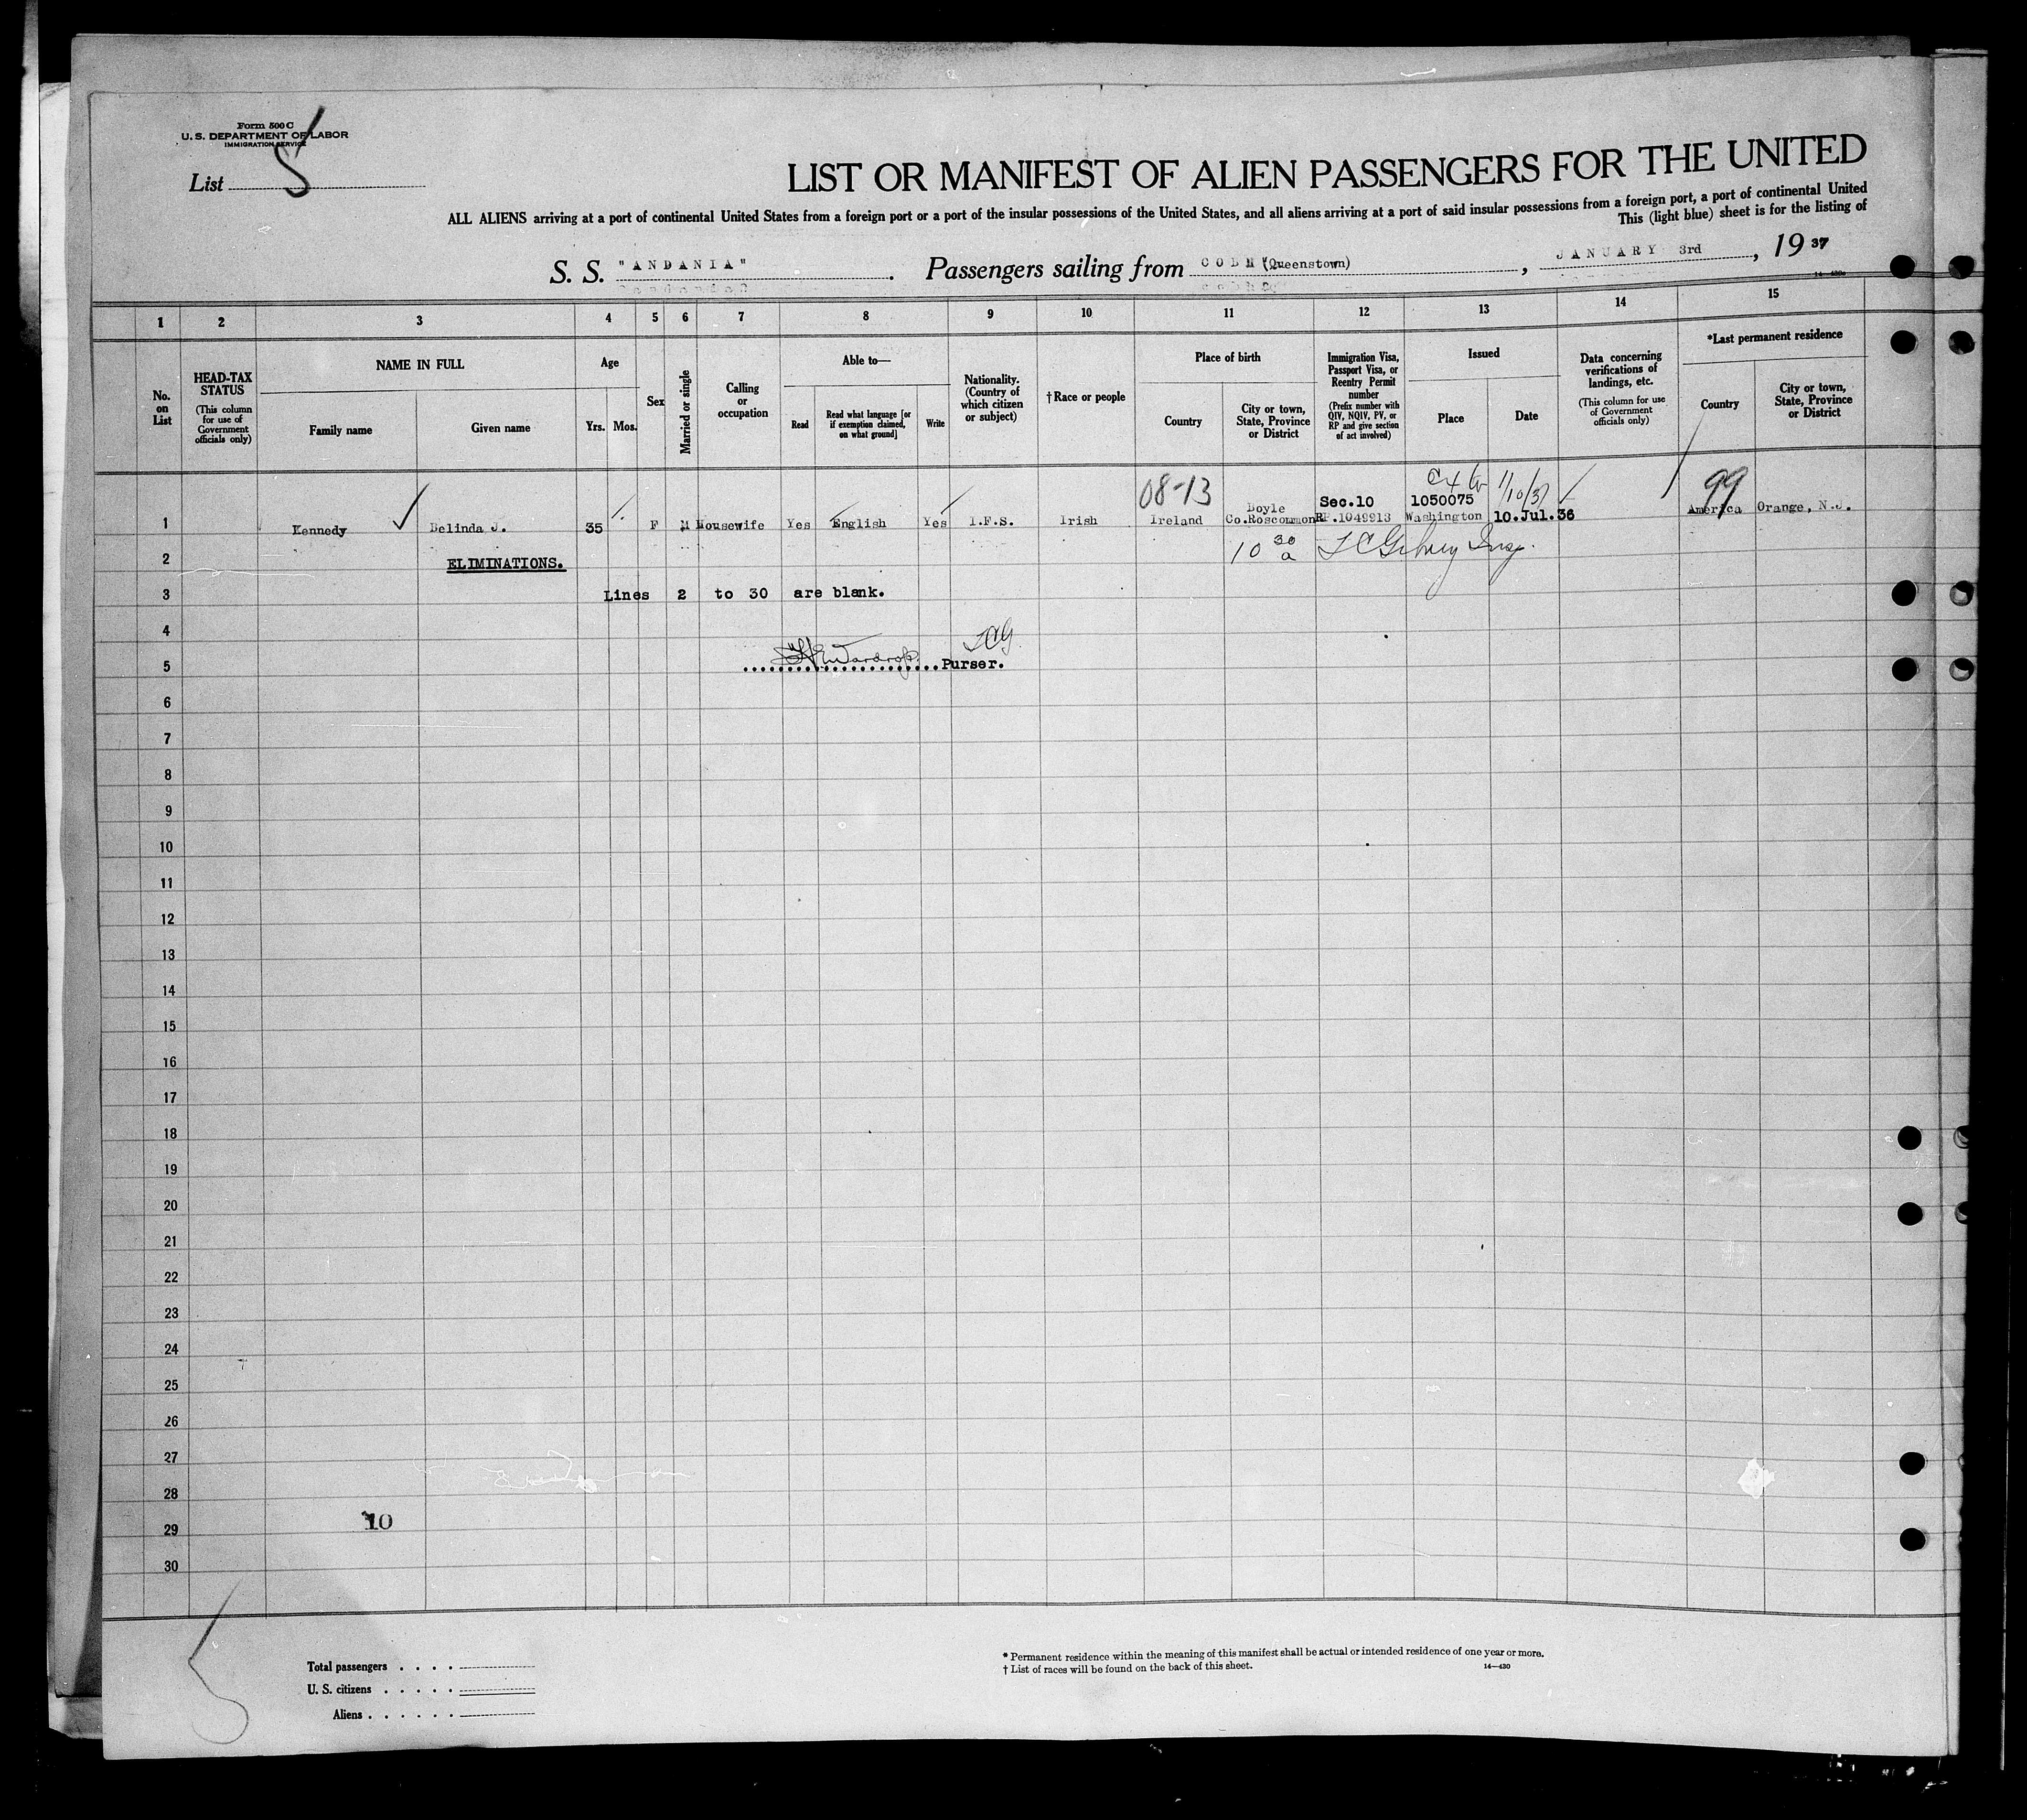 Form 500 C
U. S. DEPARTMENT OF LABOR
IMMIGRATION SERVICE
List 5
LIST OR MANIFEST OF ALIEN PASSENGERS FOR THE UNITED
ALL ALIENS arriving at a port of continental United States from a foreign port or a port of the insular possessions of the United States, and all aliens arriving at a port of said insular possessions from a foreign port, a port of continental United
This (light blue) sheet is for the listing of
S. S. "ANDANIA". Passengers sailing from COBH (Queenstown), JANUARY 3rd, 1937
14—430
1 2 3 4 5 6 7 8 9 10 11 12 13 14 15
No. on List
HEAD-TAX STATUS
(This column for use of Government officials only)
NAME IN FULL
Family name
Given name
Age
Yrs. Mos.
Sex
Married or single
Calling or occupation
Able to—
Read
Read what language [or if exemption claimed, on what ground]
Write
Nationality. (Country of which citizen or subject)
† Race or people
Place of birth
Country
City or town, State, Province or District
Immigration Visa, Passport Visa, or Reentry Permit number
(Prefix number with QIV, NQIV, PV, or RP and give section of act involved)
Issued
Place
Date
Data concerning verifications of landings, etc.
(This column for use of Government officials only)
*Last permanent residence
Country
City or town, State, Province or District
08-13 1/10/37 99
Boyle Sec.10 1050075
1 Kennedy Delinda J. 35 F M Housewife Yes English Yes I.F.S. Irish Ireland Co.Roscommon RP.1049913 Washington 10.Jul.36 America Orange, N.J.
10 30 a
2 ELIMINATIONS.
3 Lines 2 to 30 are blank.
4
5 Wardrop Purser.
6
7
8
9
10
11
12
13
14
15
16
17
18
19
20
21
22
23
24
25
26
27
28
29 10
30
5
Total passengers
U. S. citizens
Aliens
* Permanent residence within the meaning of this manifest shall be actual or intended residence of one year or more.
† List of races will be found on the back of this sheet.
14—430